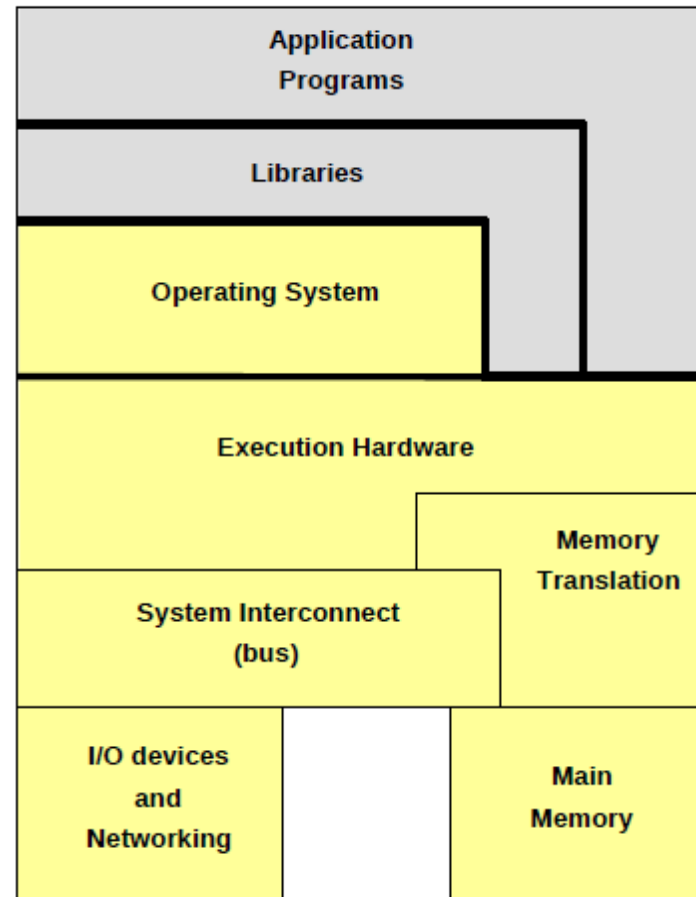 Application
Programs
Libraries
Operating System
Execution Hardware
Memory
Translation
System Interconnect
(bus)
I/O devices
and
Networking
Main
Memory